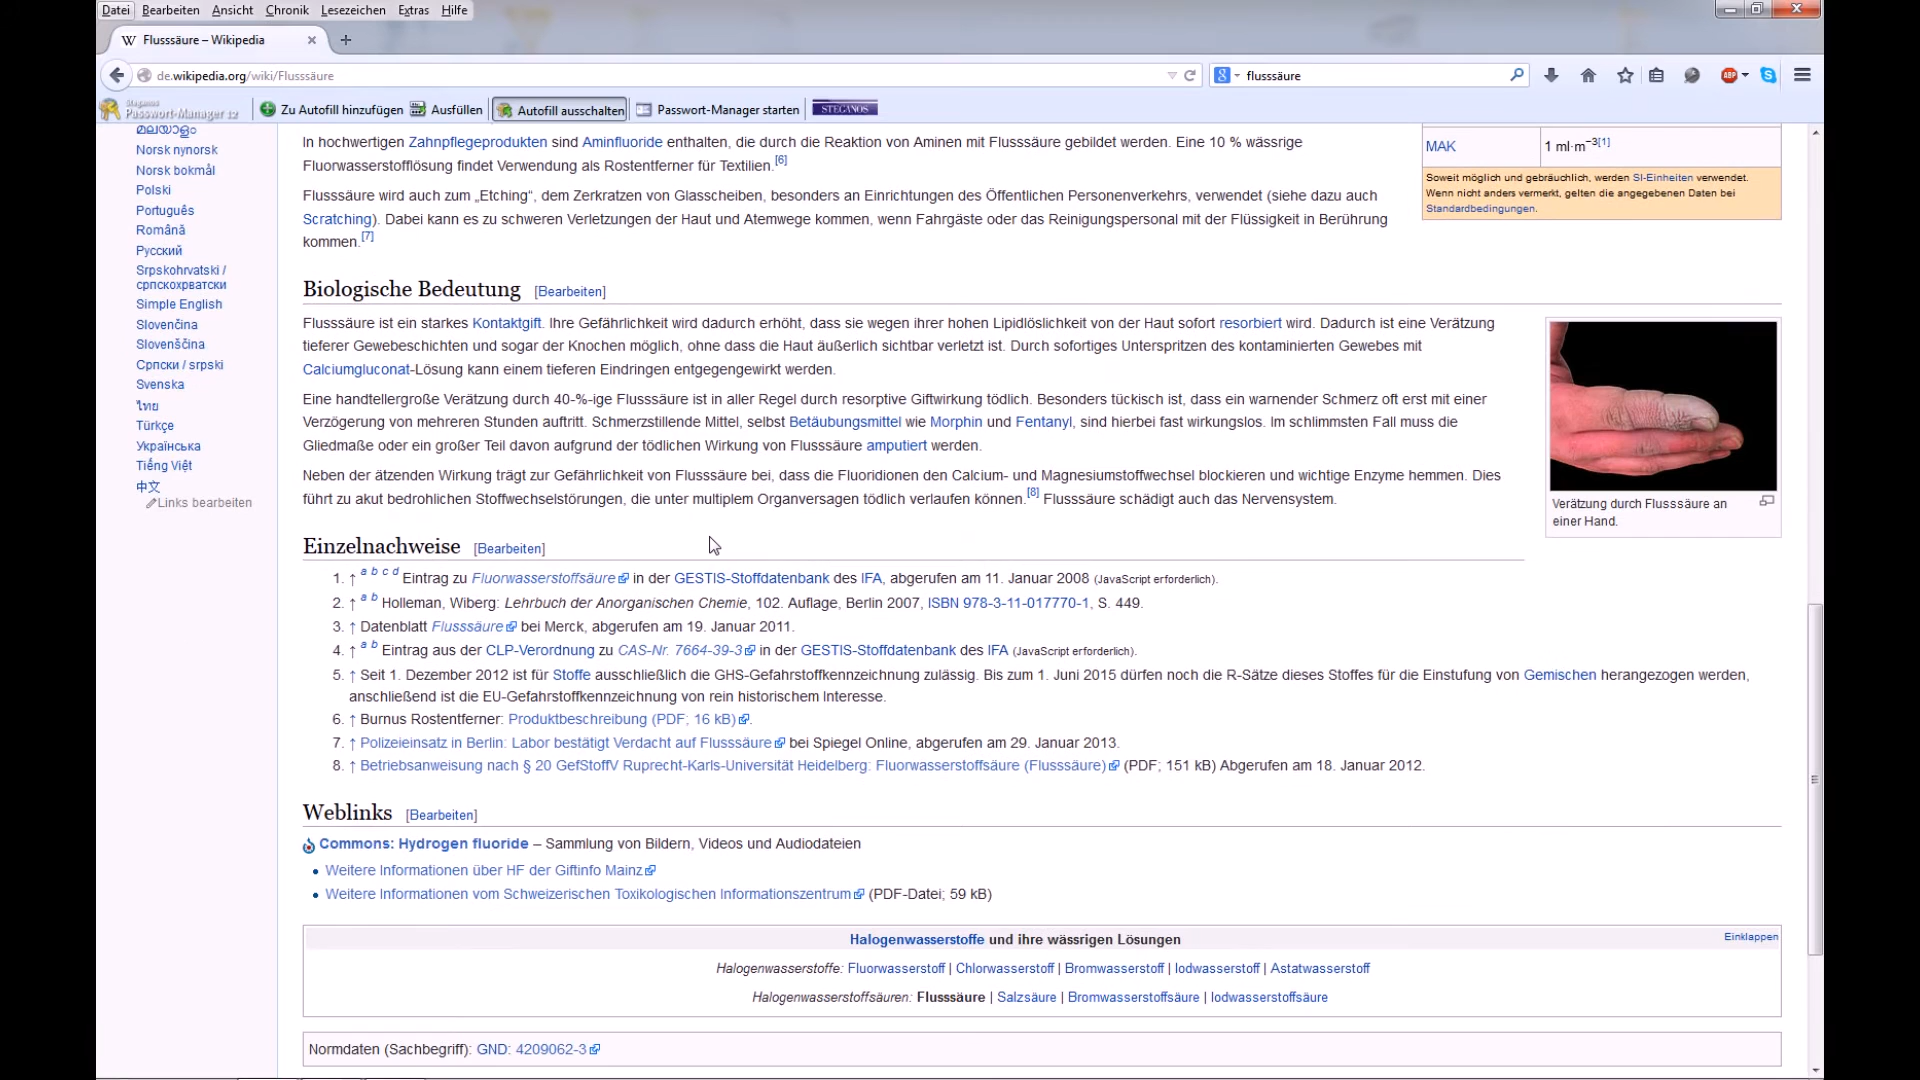 Datei Bearbeiten Ansicht Chronik Lesezeichen Extras Hilfe
W Flusssäure – Wikipedia
de.wikipedia.org/wiki/Flusssäure
flusssäure
Steganos
Passwort-Manager 12
Zu Autofill hinzufügen Ausfüllen Autofill ausschalten Passwort-Manager starten STEGANOS
മലയാളം
Norsk nynorsk
Norsk bokmål
Polski
Português
Română
Русский
Srpskohrvatski /
српскохрватски
Simple English
Slovenčina
Slovenščina
Српски / srpski
Svenska
ไทย
Türkçe
Українська
Tiếng Việt
中文
Links bearbeiten
In hochwertigen Zahnpflegeprodukten sind Aminfluoride enthalten, die durch die Reaktion von Aminen mit Flusssäure gebildet werden. Eine 10 % wässrige
Fluorwasserstofflösung findet Verwendung als Rostentferner für Textilien.[6]
Flusssäure wird auch zum „Etching“, dem Zerkratzen von Glasscheiben, besonders an Einrichtungen des Öffentlichen Personenverkehrs, verwendet (siehe dazu auch
Scratching). Dabei kann es zu schweren Verletzungen der Haut und Atemwege kommen, wenn Fahrgäste oder das Reinigungspersonal mit der Flüssigkeit in Berührung
kommen.[7]
MAK 1 ml·m−3[1]
Soweit möglich und gebräuchlich, werden SI-Einheiten verwendet.
Wenn nicht anders vermerkt, gelten die angegebenen Daten bei
Standardbedingungen.
Biologische Bedeutung [Bearbeiten]
Flusssäure ist ein starkes Kontaktgift. Ihre Gefährlichkeit wird dadurch erhöht, dass sie wegen ihrer hohen Lipidlöslichkeit von der Haut sofort resorbiert wird. Dadurch ist eine Verätzung
tieferer Gewebeschichten und sogar der Knochen möglich, ohne dass die Haut äußerlich sichtbar verletzt ist. Durch sofortiges Unterspritzen des kontaminierten Gewebes mit
Calciumgluconat-Lösung kann einem tieferen Eindringen entgegengewirkt werden.
Eine handtellergroße Verätzung durch 40-%-ige Flusssäure ist in aller Regel durch resorptive Giftwirkung tödlich. Besonders tückisch ist, dass ein warnender Schmerz oft erst mit einer
Verzögerung von mehreren Stunden auftritt. Schmerzstillende Mittel, selbst Betäubungsmittel wie Morphin und Fentanyl, sind hierbei fast wirkungslos. Im schlimmsten Fall muss die
Gliedmaße oder ein großer Teil davon aufgrund der tödlichen Wirkung von Flusssäure amputiert werden.
Neben der ätzenden Wirkung trägt zur Gefährlichkeit von Flusssäure bei, dass die Fluoridionen den Calcium- und Magnesiumstoffwechsel blockieren und wichtige Enzyme hemmen. Dies
führt zu akut bedrohlichen Stoffwechselstörungen, die unter multiplem Organversagen tödlich verlaufen können.[8] Flusssäure schädigt auch das Nervensystem.
Verätzung durch Flusssäure an
einer Hand.
Einzelnachweise [Bearbeiten]
1. ↑ a b c d Eintrag zu Fluorwasserstoffsäure in der GESTIS-Stoffdatenbank des IFA, abgerufen am 11. Januar 2008 (JavaScript erforderlich).
2. ↑ a b Holleman, Wiberg: Lehrbuch der Anorganischen Chemie, 102. Auflage, Berlin 2007, ISBN 978-3-11-017770-1, S. 449.
3. ↑ Datenblatt Flusssäure bei Merck, abgerufen am 19. Januar 2011.
4. ↑ a b Eintrag aus der CLP-Verordnung zu CAS-Nr. 7664-39-3 in der GESTIS-Stoffdatenbank des IFA (JavaScript erforderlich).
5. ↑ Seit 1. Dezember 2012 ist für Stoffe ausschließlich die GHS-Gefahrstoffkennzeichnung zulässig. Bis zum 1. Juni 2015 dürfen noch die R-Sätze dieses Stoffes für die Einstufung von Gemischen herangezogen werden,
anschließend ist die EU-Gefahrstoffkennzeichnung von rein historischem Interesse.
6. ↑ Burnus Rostentferner: Produktbeschreibung (PDF; 16 kB).
7. ↑ Polizeieinsatz in Berlin: Labor bestätigt Verdacht auf Flusssäure bei Spiegel Online, abgerufen am 29. Januar 2013.
8. ↑ Betriebsanweisung nach § 20 GefStoffV Ruprecht-Karls-Universität Heidelberg: Fluorwasserstoffsäure (Flusssäure) (PDF; 151 kB) Abgerufen am 18. Januar 2012.
Weblinks [Bearbeiten]
Commons: Hydrogen fluoride – Sammlung von Bildern, Videos und Audiodateien
• Weitere Informationen über HF der Giftinfo Mainz
• Weitere Informationen vom Schweizerischen Toxikologischen Informationszentrum (PDF-Datei; 59 kB)
Halogenwasserstoffe und ihre wässrigen Lösungen Einklappen
Halogenwasserstoffe: Fluorwasserstoff | Chlorwasserstoff | Bromwasserstoff | Iodwasserstoff | Astatwasserstoff
Halogenwasserstoffsäuren: Flusssäure | Salzsäure | Bromwasserstoffsäure | Iodwasserstoffsäure
Normdaten (Sachbegriff): GND: 4209062-3